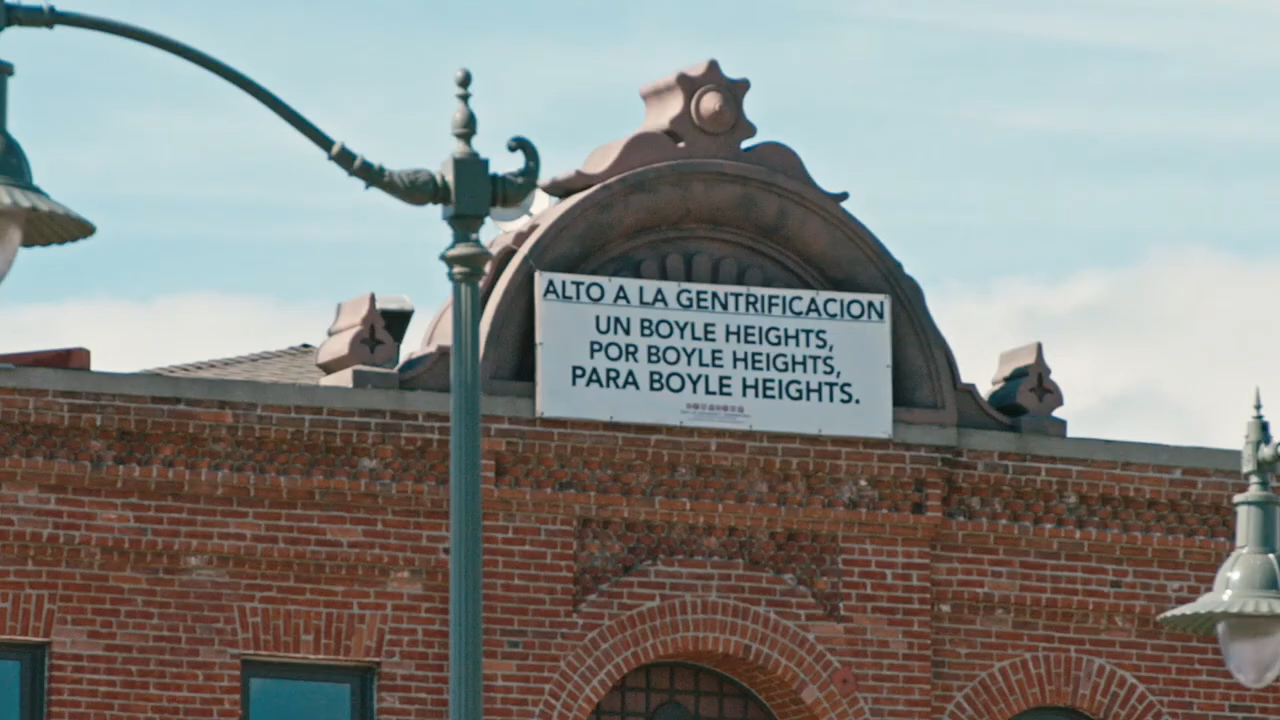 ALTO A LA GENTRIFICACION
UN BOYLE HEIGHTS,
POR BOYLE HEIGHTS,
PARA BOYLE HEIGHTS.